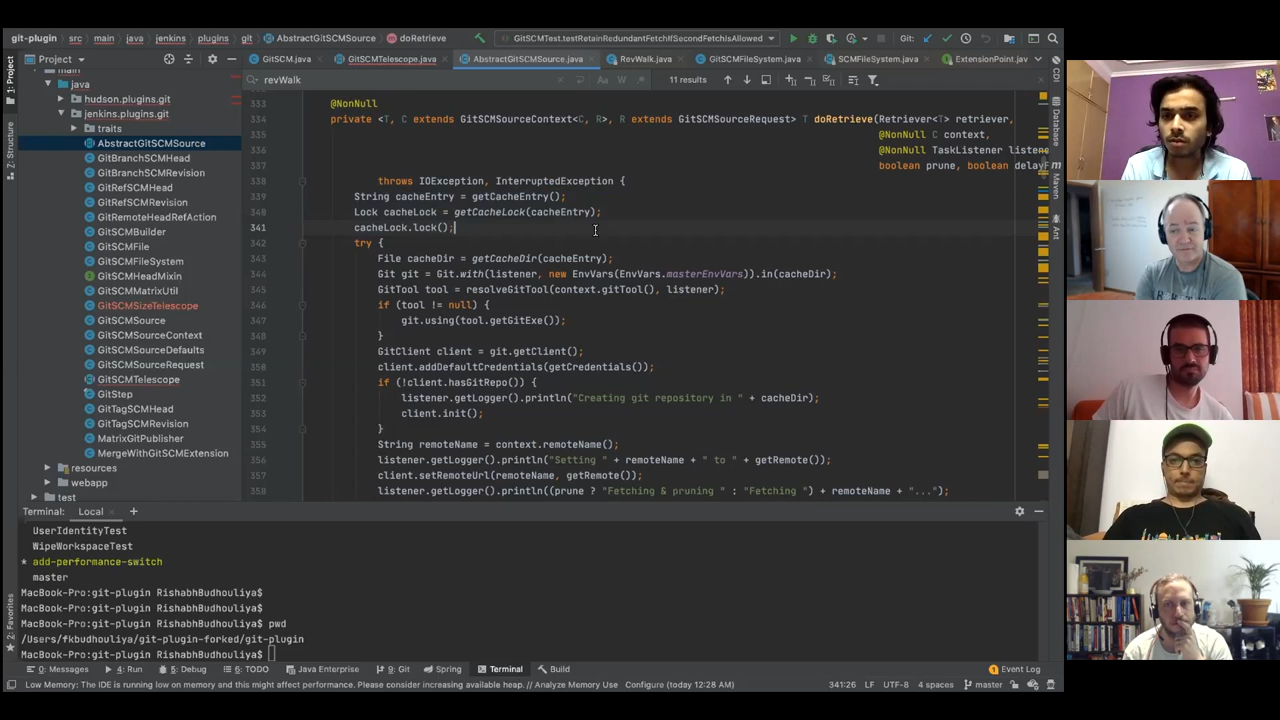 git-plugin
src
main
java
jenkins
plugins
git
AbstractGitSCMSource
doRetrieve
GitSCMTest.testRetainRedundantFetchIfSecondFetchIsAllowed
Git:
Project
GitSCM.java
GitSCMTelescope.java
AbstractGitSCMSource.java
RevWalk.java
GitSCMFileSystem.java
SCMFileSystem.java
ExtensionPoint.jav
revWalk
11 results
main
java
hudson.plugins.git
jenkins.plugins.git
traits
AbstractGitSCMSource
GitBranchSCMHead
GitBranchSCMRevision
GitRefSCMHead
GitRefSCMRevision
GitRemoteHeadRefAction
GitSCMBuilder
GitSCMFile
GitSCMFileSystem
GitSCMHeadMixin
GitSCMMatrixUtil
GitSCMSizeTelescope
GitSCMSource
GitSCMSourceContext
GitSCMSourceDefaults
GitSCMSourceRequest
GitSCMTelescope
GitStep
GitTagSCMHead
GitTagSCMRevision
MatrixGitPublisher
MergeWithGitSCMExtension
resources
webapp
test
333 @NonNull
334 private <T, C extends GitSCMSourceContext<C, R>, R extends GitSCMSourceRequest> T doRetrieve(Retriever<T> retriever,
335 @NonNull C context,
336 @NonNull TaskListener listene
337 boolean prune, boolean delayF
338 throws IOException, InterruptedException {
339 String cacheEntry = getCacheEntry();
340 Lock cacheLock = getCacheLock(cacheEntry);
341 cacheLock.lock();
342 try {
343 File cacheDir = getCacheDir(cacheEntry);
344 Git git = Git.with(listener, new EnvVars(EnvVars.masterEnvVars)).in(cacheDir);
345 GitTool tool = resolveGitTool(context.gitTool(), listener);
346 if (tool != null) {
347 git.using(tool.getGitExe());
348 }
349 GitClient client = git.getClient();
350 client.addDefaultCredentials(getCredentials());
351 if (!client.hasGitRepo()) {
352 listener.getLogger().println("Creating git repository in " + cacheDir);
353 client.init();
354 }
355 String remoteName = context.remoteName();
356 listener.getLogger().println("Setting " + remoteName + " to " + getRemote());
357 client.setRemoteUrl(remoteName, getRemote());
358 listener.getLogger().println((prune ? "Fetching & pruning " : "Fetching ") + remoteName + "...");
1: Project
Z: Structure
2: Favorites
CDI
Database
Maven
Ant
Terminal:
Local
UserIdentityTest
WipeWorkspaceTest
* add-performance-switch
master
MacBook-Pro:git-plugin RishabhBudhouliya$
MacBook-Pro:git-plugin RishabhBudhouliya$
MacBook-Pro:git-plugin RishabhBudhouliya$ pwd
/Users/fkbudhouliya/git-plugin-forked/git-plugin
MacBook-Pro:git-plugin RishabhBudhouliya$
0: Messages
4: Run
5: Debug
6: TODO
Java Enterprise
9: Git
Spring
Terminal
Build
1 Event Log
Low Memory: The IDE is running low on memory and this might affect performance. Please consider increasing available heap. // Analyze Memory Use Configure (today 12:28 AM)
341:26
LF
UTF-8
4 spaces
master